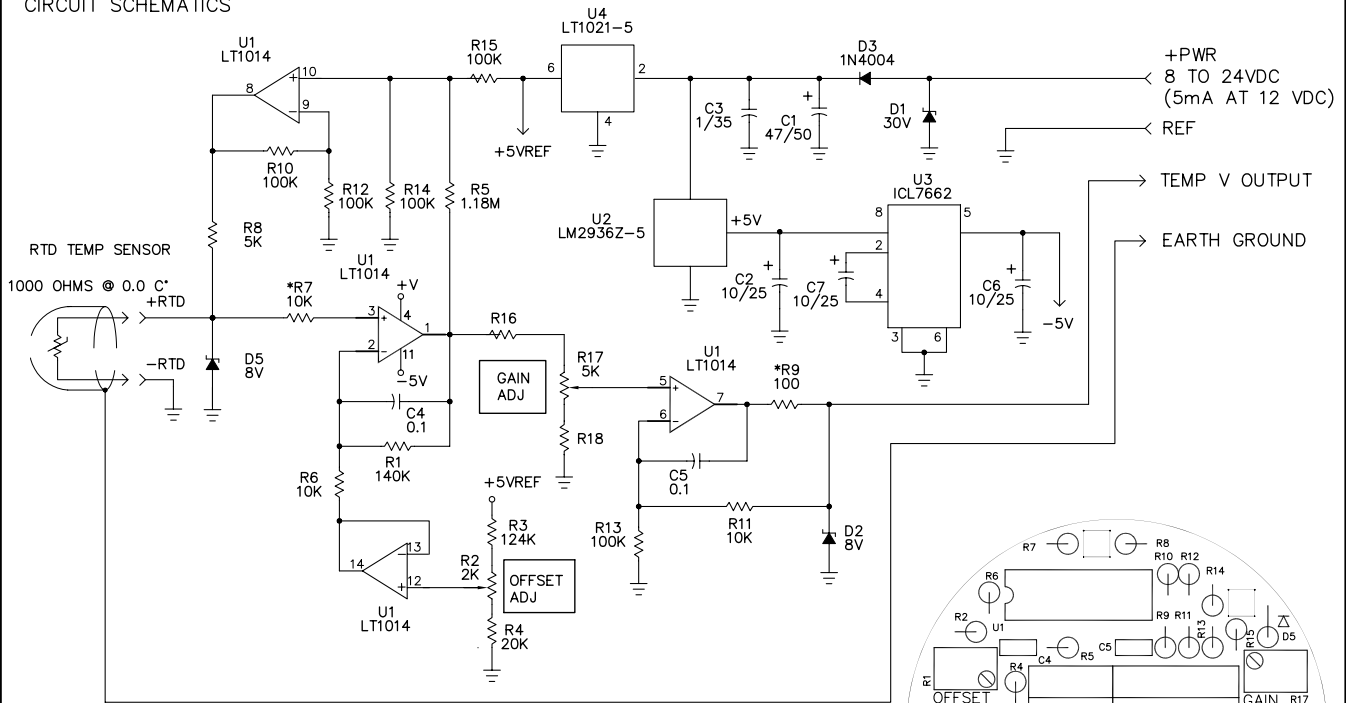 CIRCUIT SCHEMATICS
U1
LT1014
8
10
9
R10
100K
R12
100K
R14
100K
R5
1.18M
R15
100K
+5VREF
U4
LT1021-5
6
2
4
C3
1/35
+
C1
47/50
D3
1N4004
D1
30V
+PWR
8 TO 24VDC
(5mA AT 12 VDC)
REF
TEMP V OUTPUT
EARTH GROUND
U2
LM2936Z-5
+5V
U3
ICL7662
8
5
2
4
3
6
+
C2
10/25
+
C7
10/25
+
C6
10/25
-5V
R8
5K
RTD TEMP SENSOR
1000 OHMS @ 0.0 C°
+RTD
-RTD
D5
8V
*R7
10K
U1
LT1014
+V
3
4
1
2
11
-5V
C4
0.1
R1
140K
R6
10K
R16
GAIN
ADJ
R17
5K
R18
U1
LT1014
5
7
6
C5
0.1
*R9
100
R11
10K
R13
100K
D2
8V
+5VREF
R3
124K
R2
2K
OFFSET
ADJ
R4
20K
14
13
12
U1
LT1014
R7
R8
R10 R12
R14
R6
R2
U1
R9 R11
R13
R15
D5
C5
R5
C4
R4
R1
OFFSET
GAIN
R17